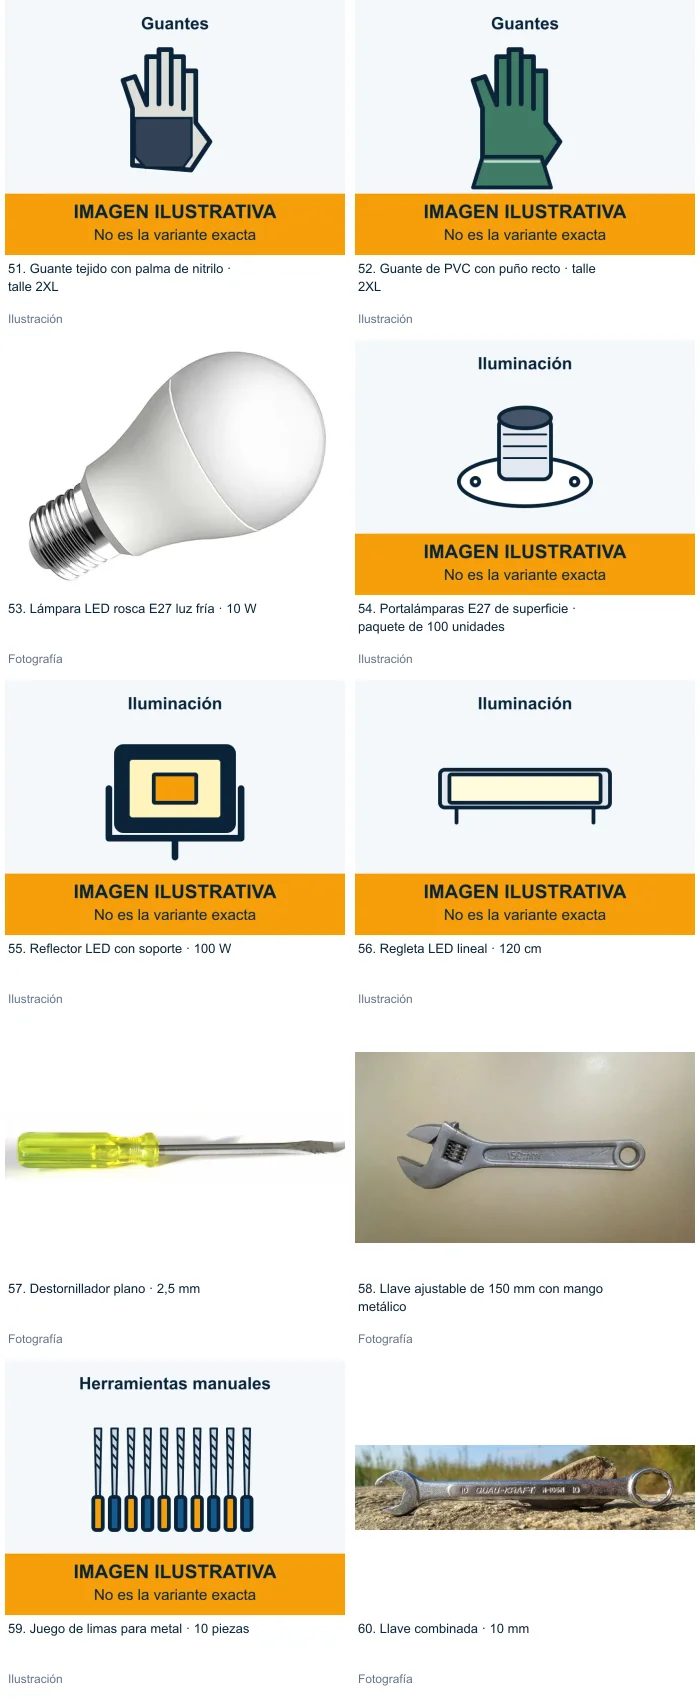 Guantes
IMAGEN ILUSTRATIVA
No es la variante exacta
51. Guante tejido con palma de nitrilo ·
talle 2XL
Ilustración
Guantes
IMAGEN ILUSTRATIVA
No es la variante exacta
52. Guante de PVC con puño recto · talle
2XL
Ilustración
53. Lámpara LED rosca E27 luz fría · 10 W
Fotografía
Iluminación
IMAGEN ILUSTRATIVA
No es la variante exacta
54. Portalámparas E27 de superficie ·
paquete de 100 unidades
Ilustración
Iluminación
IMAGEN ILUSTRATIVA
No es la variante exacta
55. Reflector LED con soporte · 100 W
Ilustración
Iluminación
IMAGEN ILUSTRATIVA
No es la variante exacta
56. Regleta LED lineal · 120 cm
Ilustración
57. Destornillador plano · 2,5 mm
Fotografía
150mm
58. Llave ajustable de 150 mm con mango
metálico
Fotografía
Herramientas manuales
IMAGEN ILUSTRATIVA
No es la variante exacta
59. Juego de limas para metal · 10 piezas
Ilustración
10 QUALI-KRAFT 10
60. Llave combinada · 10 mm
Fotografía